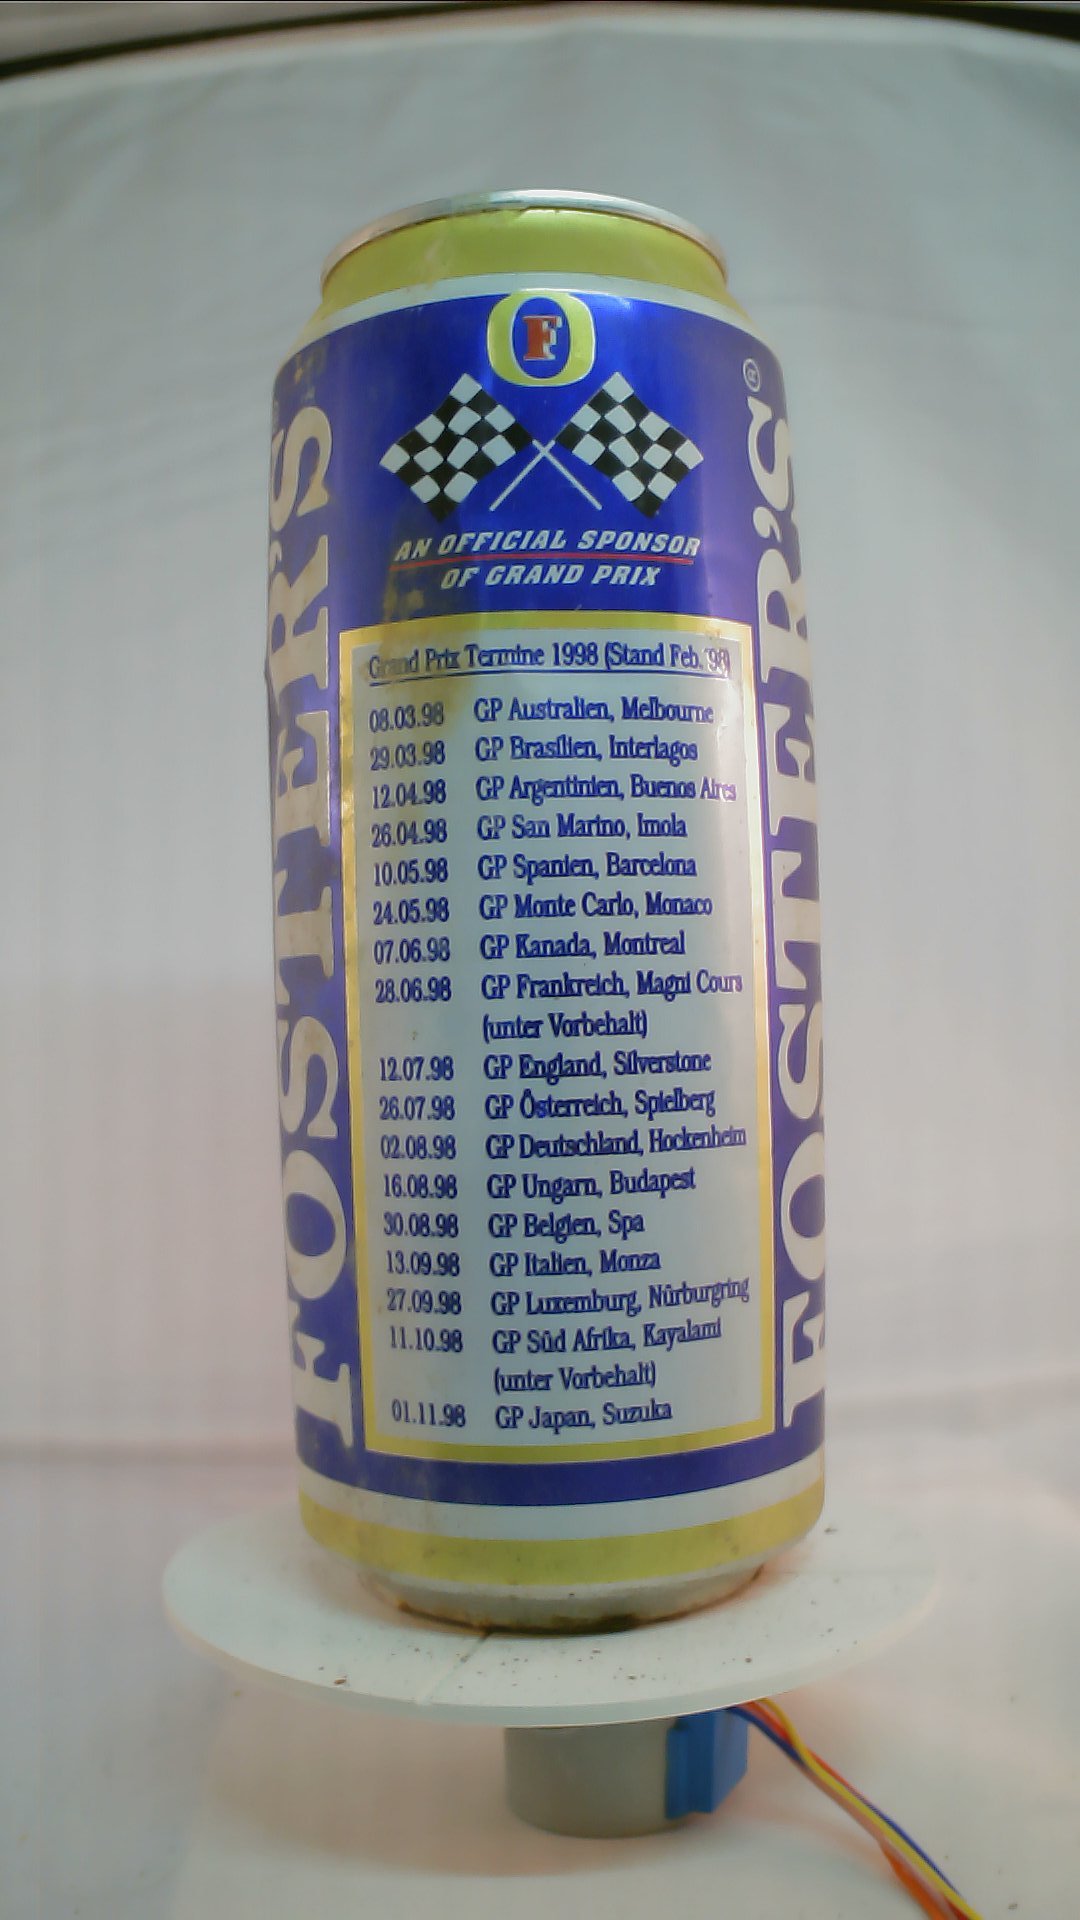 F
AN OFFICIAL SPONSOR
OF GRAND PRIX
FOSTER'S
FOSTER'S®
Grand Prix Termine 1998 (Stand Feb. '98)
08.03.98 GP Australien, Melbourne
29.03.98 GP Brasilien, Interlagos
12.04.98 GP Argentinien, Buenos Aires
26.04.98 GP San Marino, Imola
10.05.98 GP Spanien, Barcelona
24.05.98 GP Monte Carlo, Monaco
07.06.98 GP Kanada, Montreal
28.06.98 GP Frankreich, Magni Cours
(unter Vorbehalt)
12.07.98 GP England, Silverstone
26.07.98 GP Österreich, Spielberg
02.08.98 GP Deutschland, Hockenheim
16.08.98 GP Ungarn, Budapest
30.08.98 GP Belgien, Spa
13.09.98 GP Italien, Monza
27.09.98 GP Luxemburg, Nürburgring
11.10.98 GP Süd Afrika, Kayalami
(unter Vorbehalt)
01.11.98 GP Japan, Suzuka